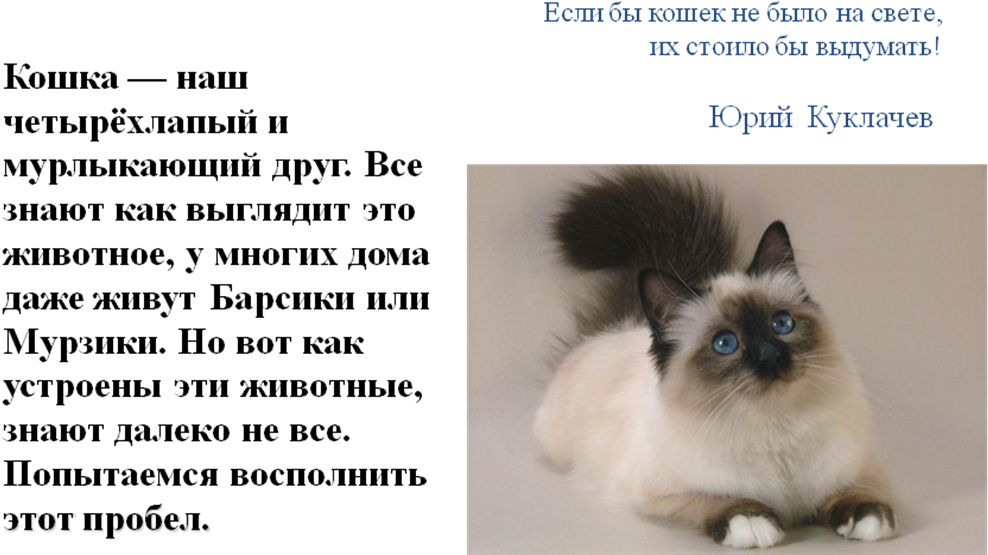 Если бы кошек не было на свете,
их стоило бы выдумать!
Юрий Куклачев
Кошка — наш
четырёхлапый и
мурлыкающий друг. Все
знают как выглядит это
животное, у многих дома
даже живут Барсики или
Мурзики. Но вот как
устроены эти животные,
знают далеко не все.
Попытаемся восполнить
этот пробел.